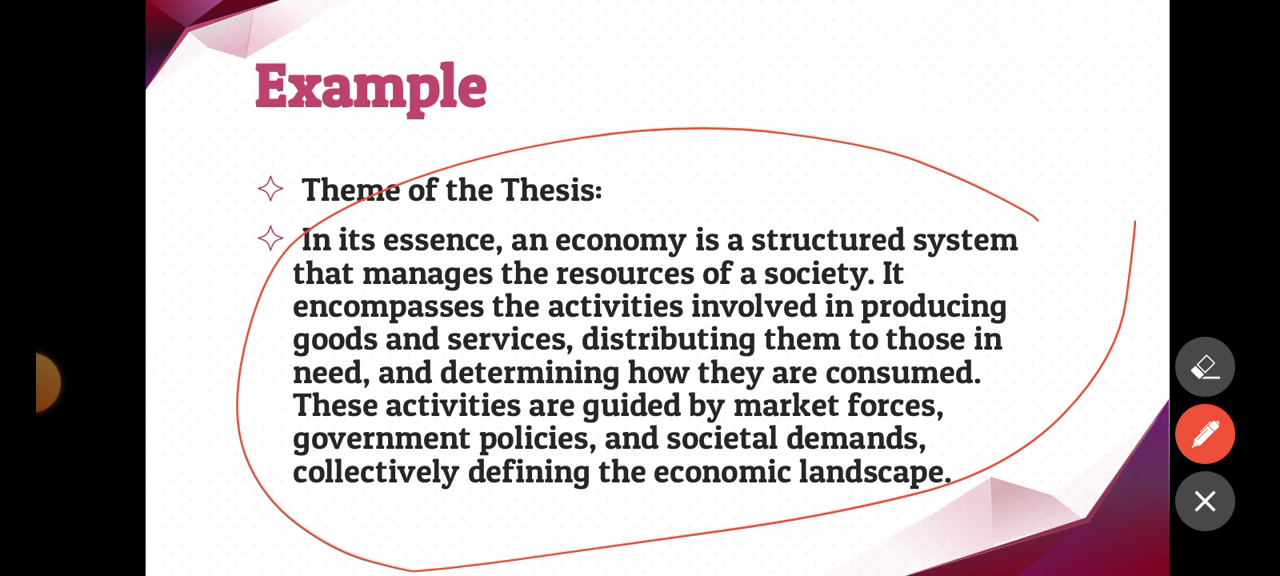 Example
Theme of the Thesis:
In its essence, an economy is a structured system
that manages the resources of a society. It
encompasses the activities involved in producing
goods and services, distributing them to those in
need, and determining how they are consumed.
These activities are guided by market forces,
government policies, and societal demands,
collectively defining the economic landscape.